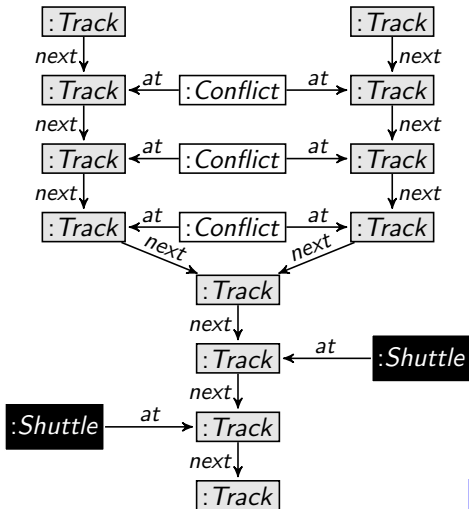 :Track :Track
next next
:Track at :Conflict at :Track
next next
:Track at :Conflict at :Track
next next
:Track at :Conflict at :Track
next next
:Track
next
:Track at :Shuttle
next
:Shuttle at :Track
next
:Track